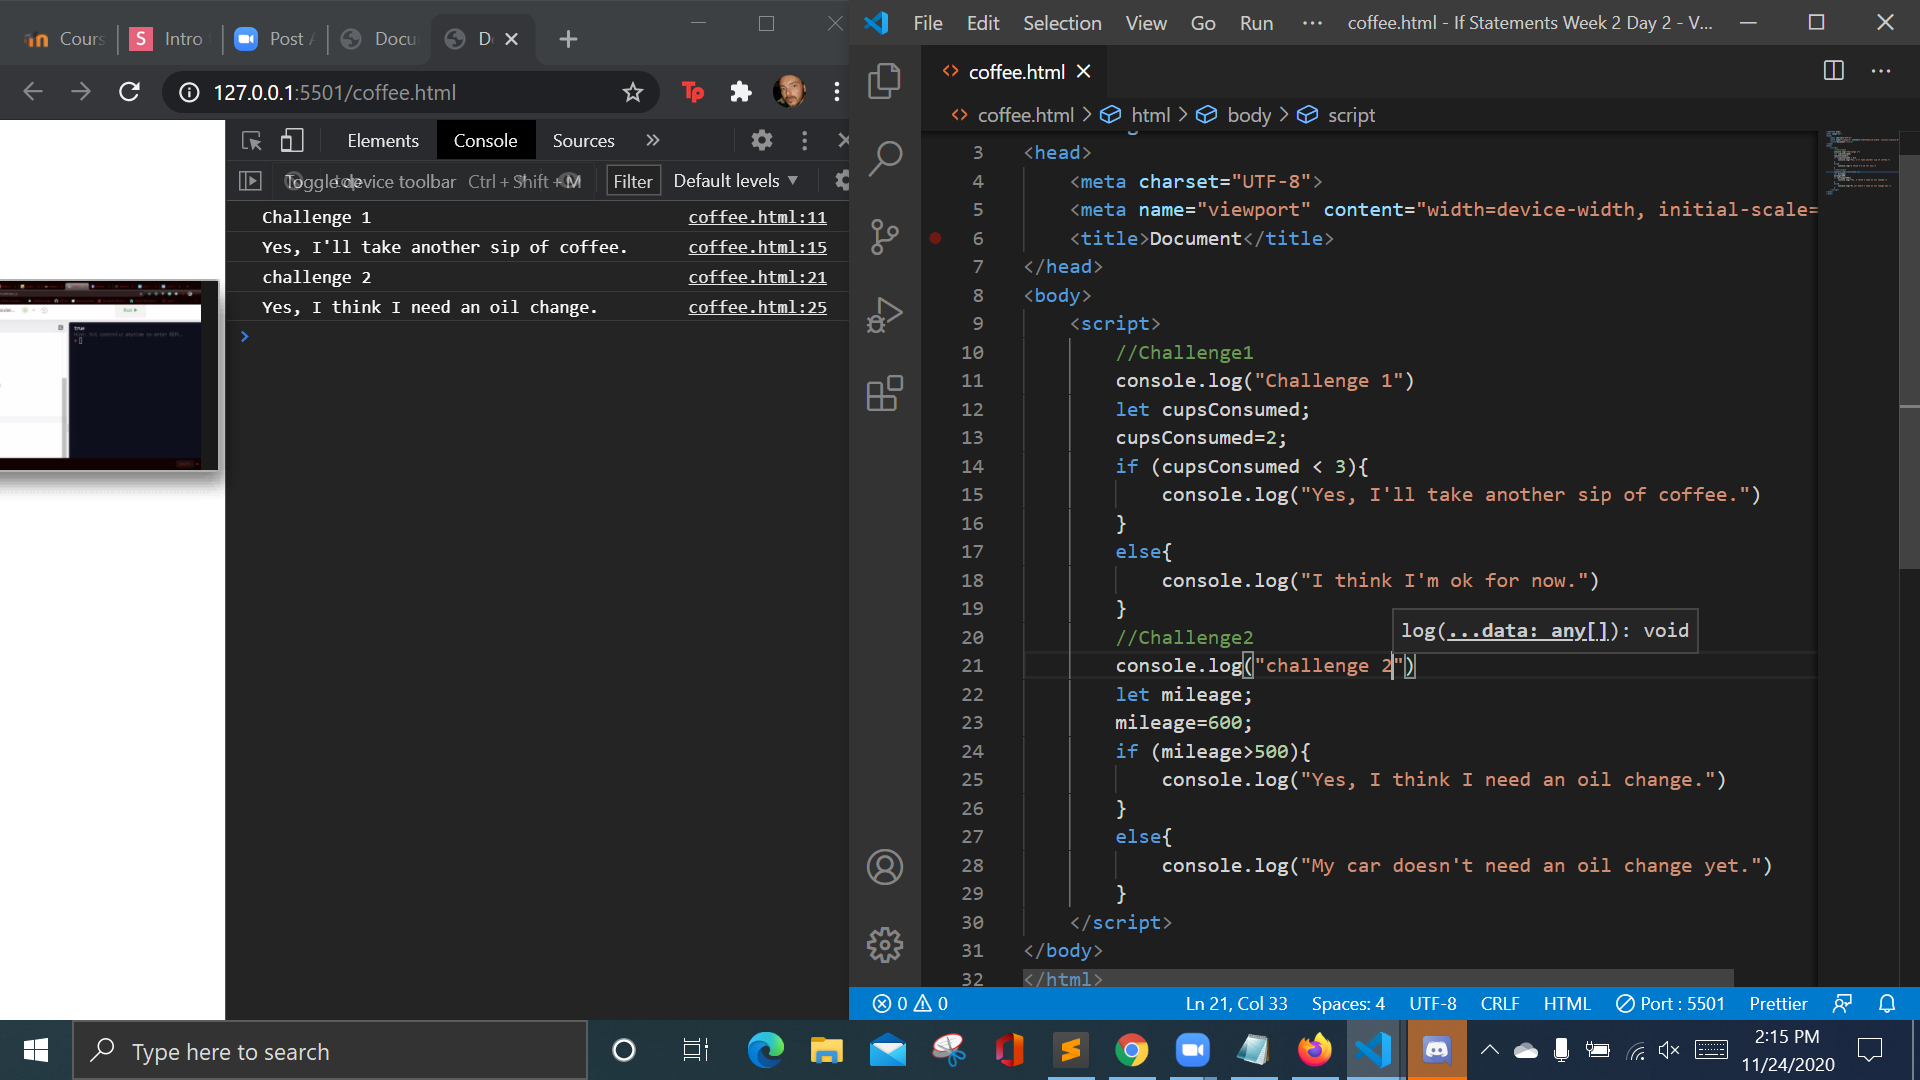 Cours
S
Intro
Post A
Docu
D
127.0.0.1:5501/coffee.html
Elements
Console
Sources
Toggle device toolbar Ctrl + Shift + M
top
Filter
Default levels
Challenge 1 coffee.html:11
Yes, I'll take another sip of coffee. coffee.html:15
challenge 2 coffee.html:21
Yes, I think I need an oil change. coffee.html:25
File Edit Selection View Go Run ··· coffee.html - If Statements Week 2 Day 2 - V...
coffee.html
coffee.html > html > body > script
3 <head>
4 <meta charset="UTF-8">
5 <meta name="viewport" content="width=device-width, initial-scale=
6 <title>Document</title>
7 </head>
8 <body>
9 <script>
10 //Challenge1
11 console.log("Challenge 1")
12 let cupsConsumed;
13 cupsConsumed=2;
14 if (cupsConsumed < 3){
15 console.log("Yes, I'll take another sip of coffee.")
16 }
17 else{
18 console.log("I think I'm ok for now.")
19 }
20 //Challenge2
log(...data: any[]): void
21 console.log("challenge 2")
22 let mileage;
23 mileage=600;
24 if (mileage>500){
25 console.log("Yes, I think I need an oil change.")
26 }
27 else{
28 console.log("My car doesn't need an oil change yet.")
29 }
30 </script>
31 </body>
32 </html>
0 0 Ln 21, Col 33 Spaces: 4 UTF-8 CRLF HTML Port : 5501 Prettier
Type here to search
2:15 PM
11/24/2020